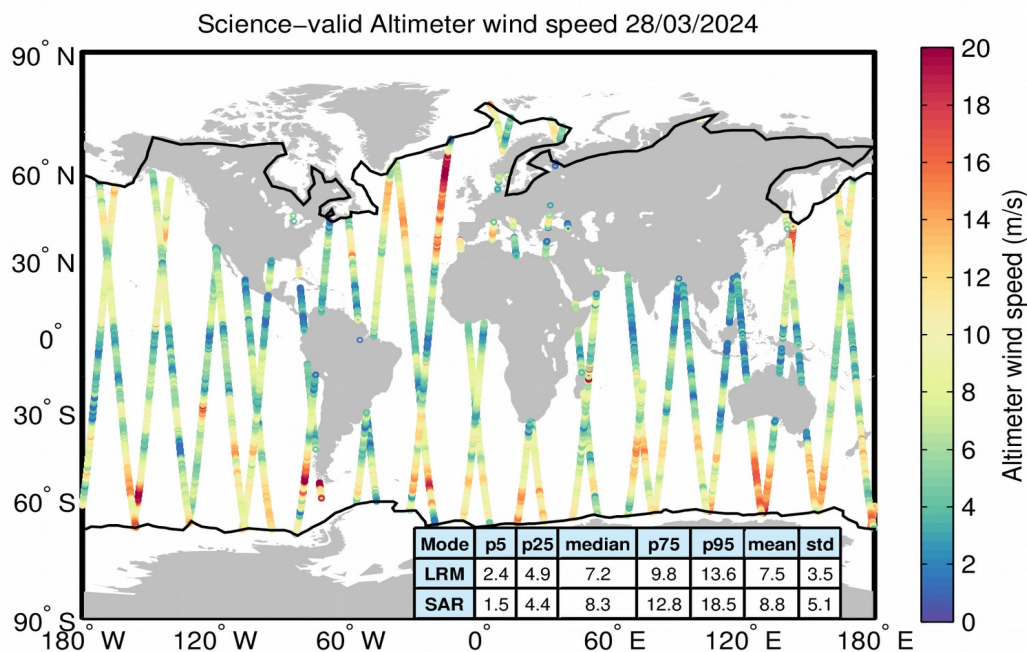 Science−valid Altimeter wind speed 28/03/2024
90° N
60° N
30° N
0°
30° S
60° S
90° S
180° W
120° W
60° W
0°
60° E
120° E
180° E
20
18
16
14
12
10
8
6
4
2
0
Altimeter wind speed (m/s)
Mode p5 p25 median p75 p95 mean std
LRM 2.4 4.9 7.2 9.8 13.6 7.5 3.5
SAR 1.5 4.4 8.3 12.8 18.5 8.8 5.1